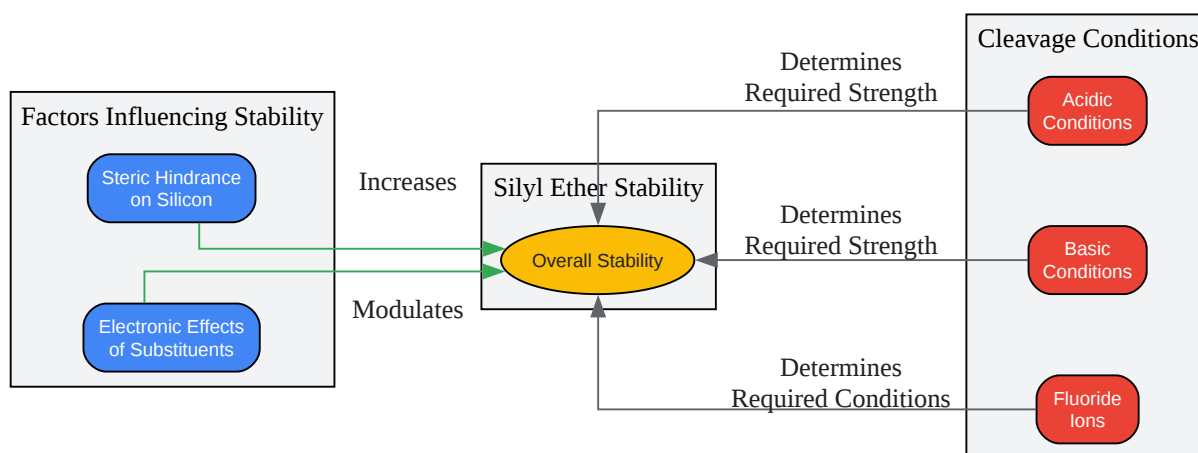 Factors Influencing Stability
Steric Hindrance
on Silicon
Electronic Effects
of Substituents
Increases
Modulates
Silyl Ether Stability
Overall Stability
Determines
Required Strength
Determines
Required Strength
Determines
Required Conditions
Cleavage Conditions
Acidic
Conditions
Basic
Conditions
Fluoride
Ions